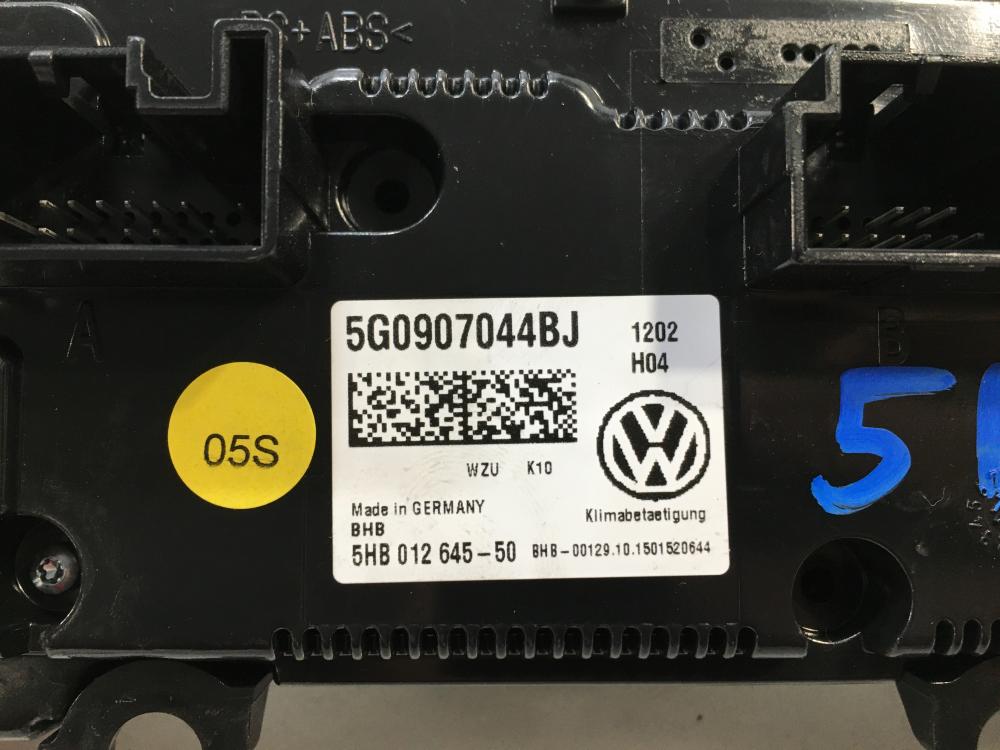 +ABS<
A
B
5G0907044BJ
1202
H04
WZU K10
Made in GERMANY
BHB
5HB 012 645-50
Klimabetaetigung
BHB-00129.10.1501520644
05S
5